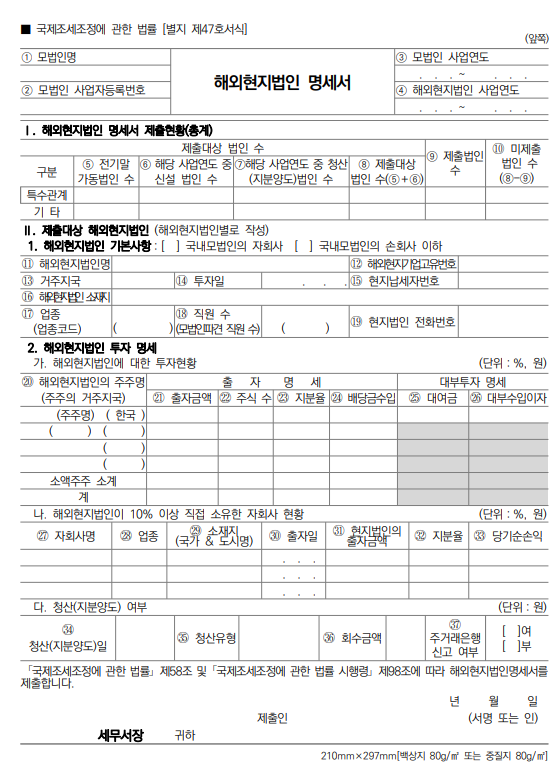 ■ 국제조세조정에 관한 법률 [별지 제47호서식]
(앞쪽)
① 모법인명
② 모법인 사업자등록번호
해외현지법인 명세서
③ 모법인 사업연도
. . . ~ . . .
④ 해외현지법인 사업연도
. . . ~ . . .
Ⅰ. 해외현지법인 명세서 제출현황(총계)
구분
제출대상 법인 수
⑤ 전기말
가동법인 수
⑥ 해당 사업연도 중
신설 법인 수
⑦해당 사업연도 중 청산
(지분양도)법인 수
⑧ 제출대상
법인 수(⑤+⑥)
⑨ 제출법인
수
⑩ 미제출
법인 수
(⑧-⑨)
특수관계
기 타
Ⅱ. 제출대상 해외현지법인 (해외현지법인별로 작성)
1. 해외현지법인 기본사항 : [ ] 국내모법인의 자회사 [ ] 국내모법인의 손회사 이하
⑪ 해외현지법인명
⑫ 해외현지기업고유번호
⑬ 거주지국
⑭ 투자일
. . .
⑮ 현지납세자번호
⑯ 해외현지법인 소재지
⑰ 업종
(업종코드)
( )
⑱ 직원 수
(모법인파견 직원 수)
( )
⑲ 현지법인 전화번호
2. 해외현지법인 투자 명세
가. 해외현지법인에 대한 투자현황 (단위 : %, 원)
⑳ 해외현지법인의 주주명
(주주의 거주지국)
출 자 명 세
대부투자 명세
㉑ 출자금액 ㉒ 주식 수 ㉓ 지분율 ㉔ 배당금수입 ㉕ 대여금 ㉖ 대부수입이자
(주주명) ( 한국 )
( ) ( )
( )
( )
소액주주 소계
계
나. 해외현지법인이 10% 이상 직접 소유한 자회사 현황 (단위 : %, 원)
㉗ 자회사명
㉘ 업종
㉙ 소재지
(국가 & 도시명)
㉚ 출자일
㉛ 현지법인의
출자금액
㉜ 지분율
㉝ 당기순손익
. . .
. . .
. . .
다. 청산(지분양도) 여부 (단위 : 원)
㉞
청산(지분양도)일
㉟ 청산유형
㊱ 회수금액
㊲
주거래은행
신고 여부
[ ]여
[ ]부
「국제조세조정에 관한 법률」 제58조 및 「국제조세조정에 관한 법률 시행령」 제98조에 따라 해외현지법인명세서를
제출합니다.
년 월 일
제출인 (서명 또는 인)
세무서장 귀하
210mm×297mm[백상지 80g/㎡ 또는 중질지 80g/㎡]